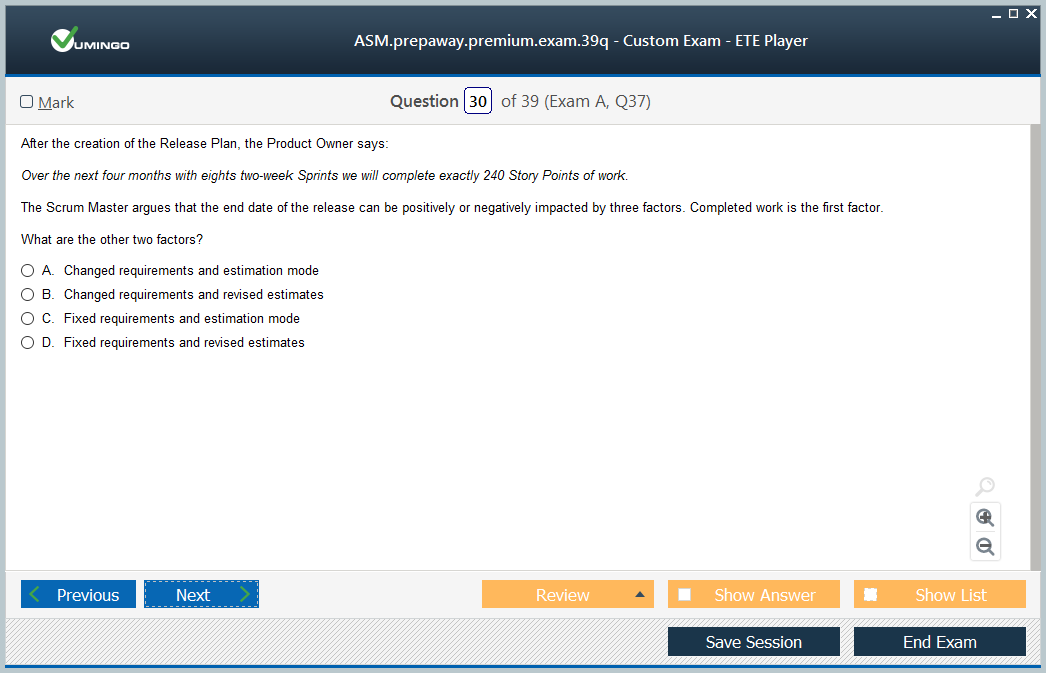 VUMINGO
ASM.prepaway.premium.exam.39q - Custom Exam - ETE Player
Mark
Question 30 of 39 (Exam A, Q37)
After the creation of the Release Plan, the Product Owner says:
Over the next four months with eights two-week Sprints we will complete exactly 240 Story Points of work.
The Scrum Master argues that the end date of the release can be positively or negatively impacted by three factors. Completed work is the first factor.
What are the other two factors?
A. Changed requirements and estimation mode
B. Changed requirements and revised estimates
C. Fixed requirements and estimation mode
D. Fixed requirements and revised estimates
Previous Next Review Show Answer Show List
Save Session End Exam